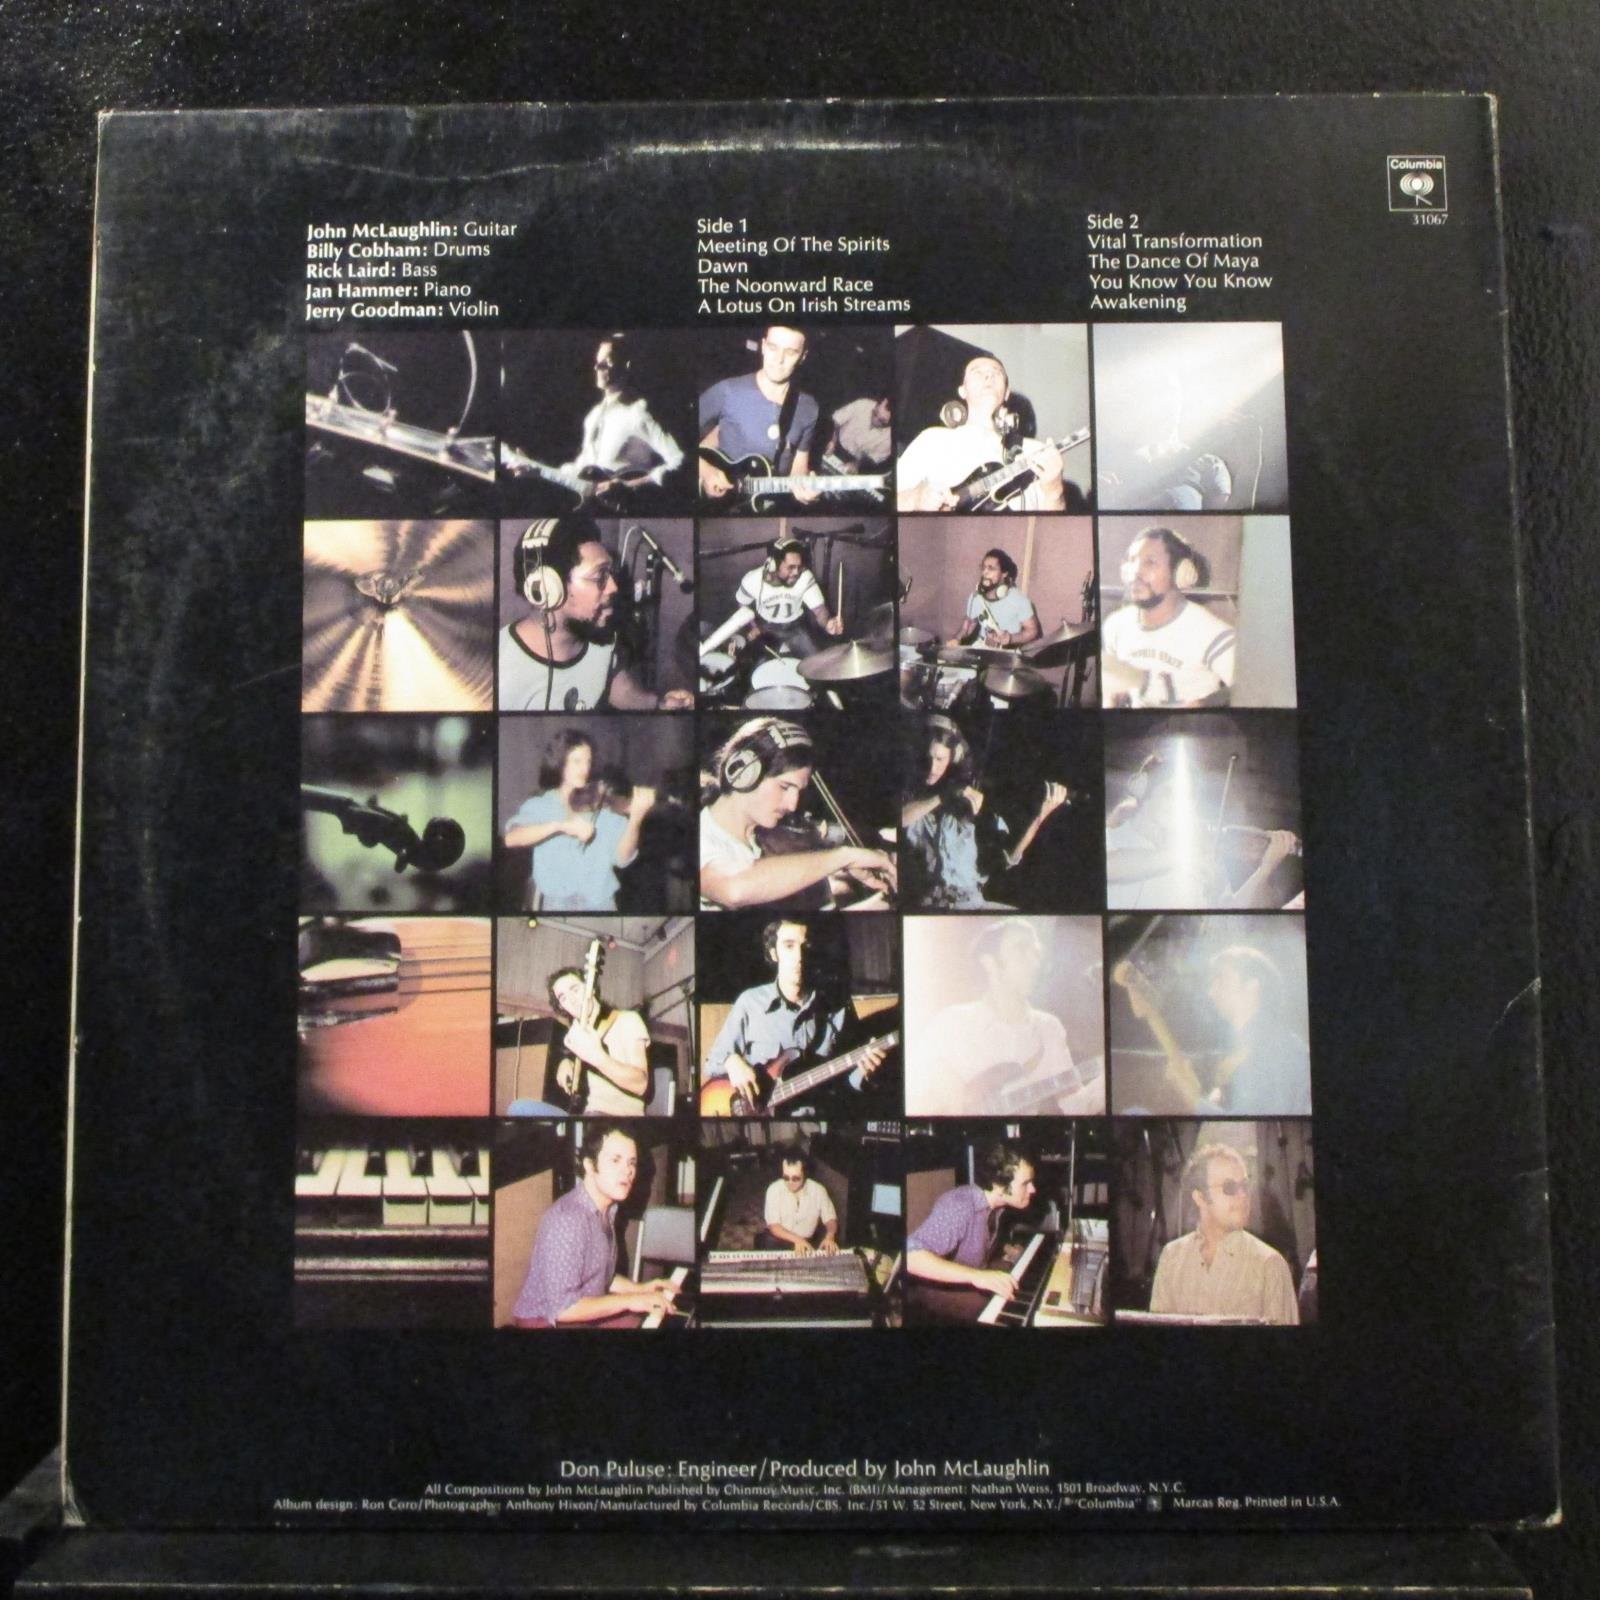 Columbia
31067
John McLaughlin: Guitar
Billy Cobham: Drums
Rick Laird: Bass
Jan Hammer: Piano
Jerry Goodman: Violin
Side 1
Meeting Of The Spirits
Dawn
The Noonward Race
A Lotus On Irish Streams
Side 2
Vital Transformation
The Dance Of Maya
You Know You Know
Awakening
71
Don Puluse: Engineer/Produced by John McLaughlin
All Compositions by John McLaughlin Published by Chinmoy Music, Inc. (BMI)/Management: Nathan Weiss, 1501 Broadway, N.Y.C.
Album design: Ron Coro/Photography: Anthony Hixon/Manufactured by Columbia Records/CBS, Inc./51 W. 52 Street, New York, N.Y./® "Columbia" Marcas Reg. Printed in U.S.A.